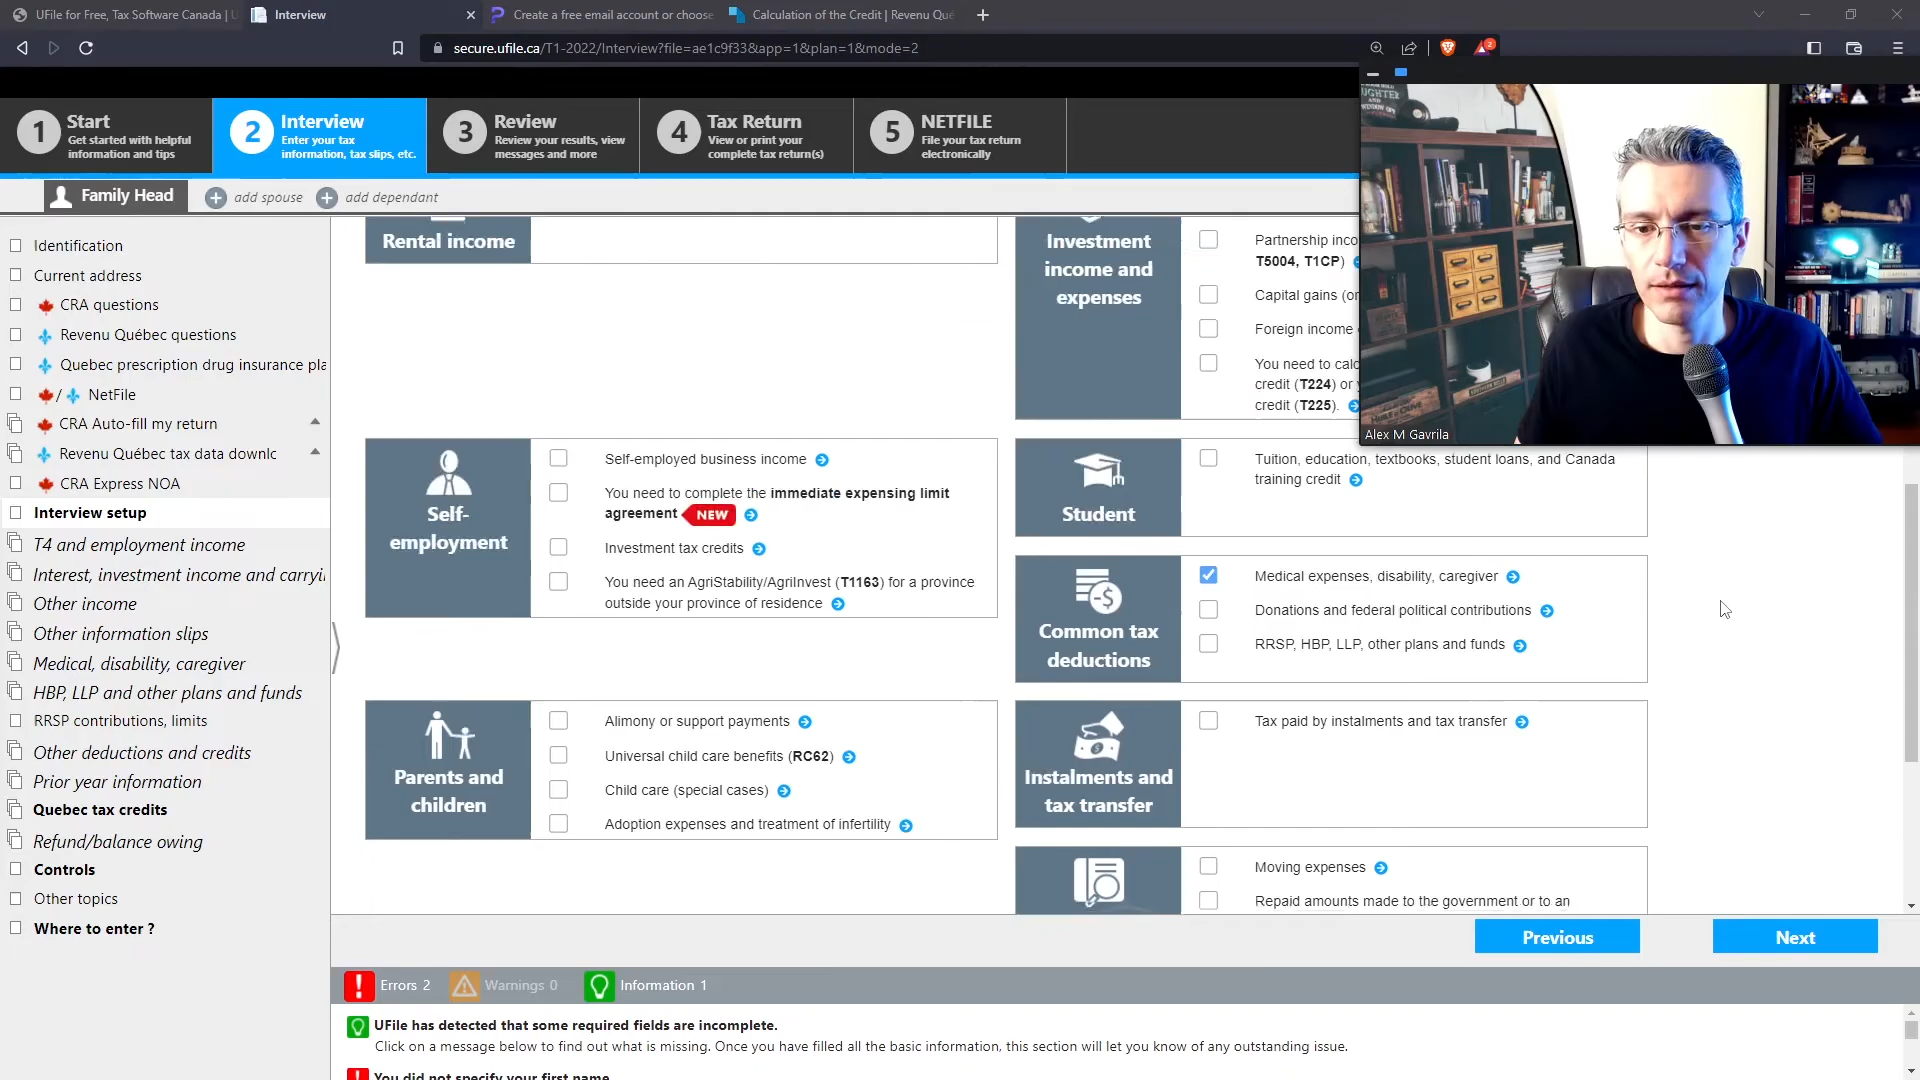 UFile for Free, Tax Software Canada | U
Interview
Create a free email account or choose
Calculation of the Credit | Revenu Qué
secure.ufile.ca/T1-2022/Interview?file=ae1c9f33&app=1&plan=1&mode=2
2
1
Start
Get started with helpful
information and tips
2
Interview
Enter your tax
information, tax slips, etc.
3
Review
Review your results, view
messages and more
4
Tax Return
View or print your
complete tax return(s)
5
NETFILE
File your tax return
electronically
Family Head
add spouse
add dependant
Identification
Current address
CRA questions
Revenu Québec questions
Quebec prescription drug insurance pla
/ NetFile
CRA Auto-fill my return
Revenu Québec tax data downlc
CRA Express NOA
Interview setup
T4 and employment income
Interest, investment income and carryi
Other income
Other information slips
Medical, disability, caregiver
HBP, LLP and other plans and funds
RRSP contributions, limits
Other deductions and credits
Prior year information
Quebec tax credits
Refund/balance owing
Controls
Other topics
Where to enter ?
Rental income
Self-
employment
Self-employed business income
You need to complete the immediate expensing limit
agreement NEW
Investment tax credits
You need an AgriStability/AgriInvest (T1163) for a province
outside your province of residence
Parents and
children
Alimony or support payments
Universal child care benefits (RC62)
Child care (special cases)
Adoption expenses and treatment of infertility
Investment
income and
expenses
Partnership inco
T5004, T1CP)
Capital gains (or
Foreign income
You need to calc
credit (T224) or
credit (T225).
Student
Tuition, education, textbooks, student loans, and Canada
training credit
Common tax
deductions
Medical expenses, disability, caregiver
Donations and federal political contributions
RRSP, HBP, LLP, other plans and funds
Instalments and
tax transfer
Tax paid by instalments and tax transfer
Moving expenses
Repaid amounts made to the government or to an
Alex M Gavrila
Previous
Next
Errors 2
Warnings 0
Information 1
UFile has detected that some required fields are incomplete.
Click on a message below to find out what is missing. Once you have filled all the basic information, this section will let you know of any outstanding issue.
You did not specify your first name